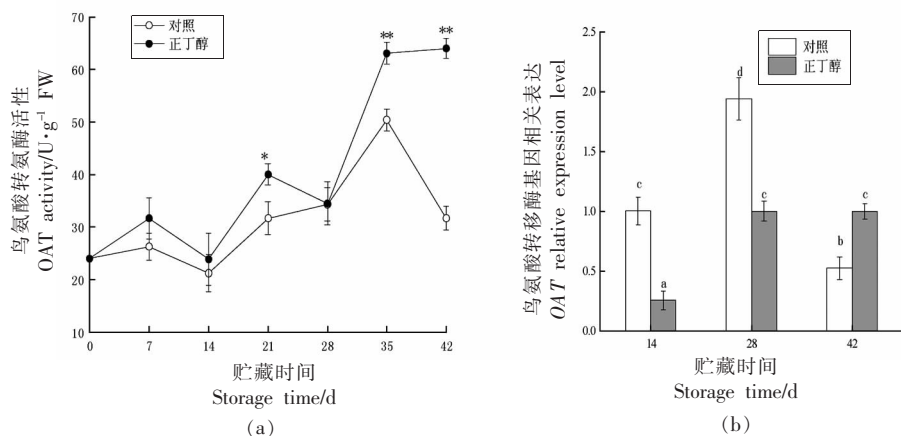 70
60
50
40
30
20
10
鸟氨酸转氨酶活性
OAT activity/U·g⁻¹ FW
对照
正丁醇
*
**
**
0 7 14 21 28 35 42
贮藏时间
Storage time/d
(a)
2.5
2.0
1.5
1.0
0.5
0.0
鸟氨酸转移酶基因相关表达
OAT relative expression level
对照
正丁醇
c
a
d
c
b
c
14 28 42
贮藏时间
Storage time/d
(b)